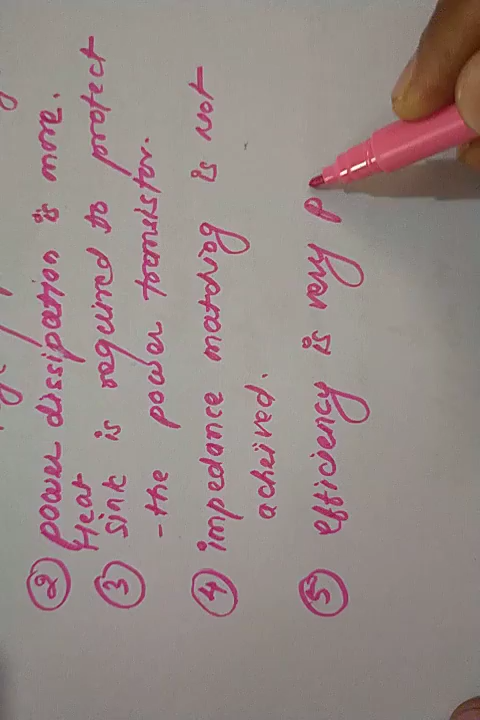 ② power dissipation is more.
③ Heat sink is required to protect
-the power transistor.
④ impedance matching is not
acheived.
⑤ efficiency is very